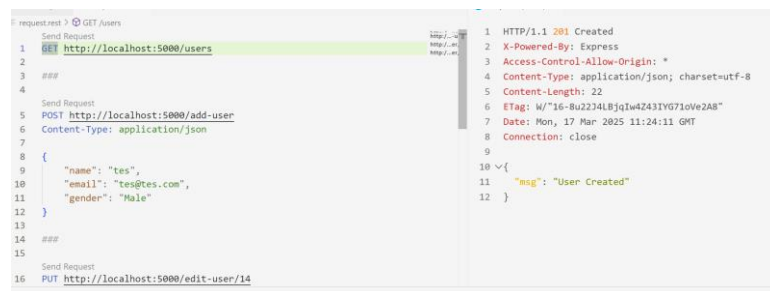 request.rest > GET /users
Send Request
1 GET http://localhost:5000/users
2
3 ###
4
Send Request
5 POST http://localhost:5000/add-user
6 Content-Type: application/json
7
8 {
9 "name": "tes",
10 "email": "tes@tes.com",
11 "gender": "Male"
12 }
13
14 ###
15
Send Request
16 PUT http://localhost:5000/edit-user/14
1 HTTP/1.1 201 Created
2 X-Powered-By: Express
3 Access-Control-Allow-Origin: *
4 Content-Type: application/json; charset=utf-8
5 Content-Length: 22
6 ETag: W/"16-8u22J4LBjqIw4Z43IYG71oVe2A8"
7 Date: Mon, 17 Mar 2025 11:24:11 GMT
8 Connection: close
9
10 {
11 "msg": "User Created"
12 }